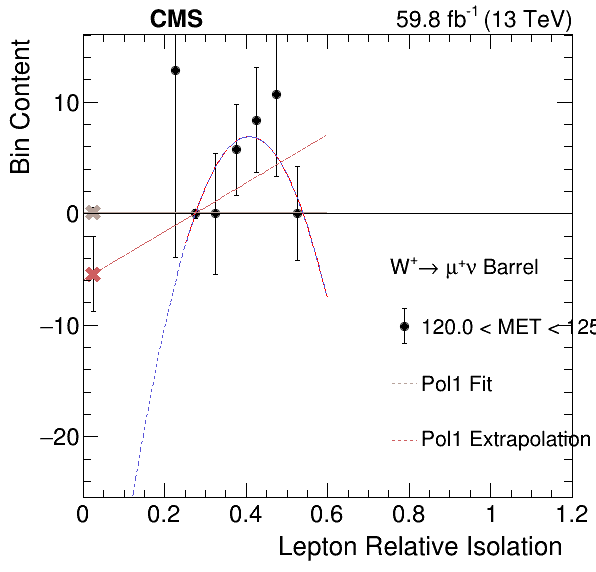 CMS 59.8 fb⁻¹ (13 TeV)
Bin Content
10
0
−10
−20
W⁺→ μ⁺ν Barrel
120.0 < MET < 125
Pol1 Fit
Pol1 Extrapolation
0 0.2 0.4 0.6 0.8 1 1.2
Lepton Relative Isolation